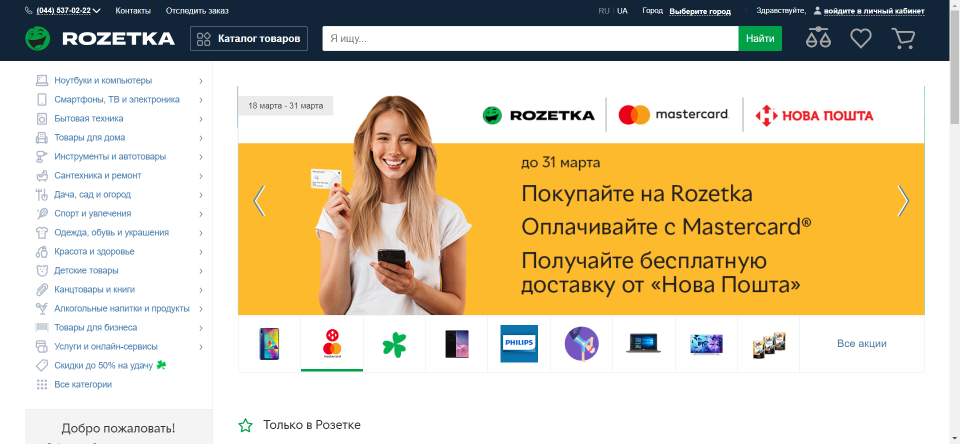 (044) 537-02-22
Контакты
Отследить заказ
RU UA
Город
Выберите город
Здравствуйте,
войдите в личный кабинет
ROZETKA
Каталог товаров
Я ищу...
Найти
Ноутбуки и компьютеры
Смартфоны, ТВ и электроника
Бытовая техника
Товары для дома
Инструменты и автотовары
Сантехника и ремонт
Дача, сад и огород
Спорт и увлечения
Одежда, обувь и украшения
Красота и здоровье
Детские товары
Канцтовары и книги
Алкогольные напитки и продукты
Товары для бизнеса
Услуги и онлайн-сервисы
Скидки до 50% на удачу
Все категории
Добро пожаловать!
18 марта - 31 марта
ROZETKA
mastercard
НОВА ПОШТА
до 31 марта
Покупайте на Rozetka
Оплачивайте с Mastercard®
Получайте бесплатную
доставку от «Нова Пошта»
mastercard
PHILIPS
Все акции
Только в Розетке